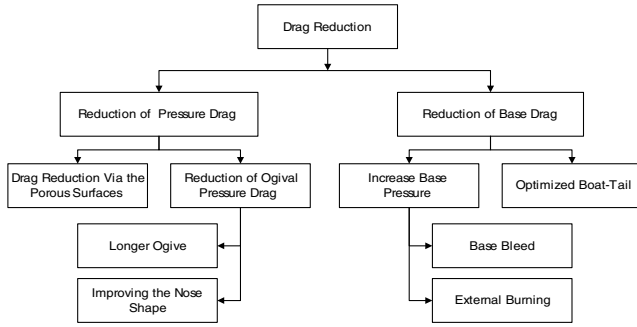 Drag Reduction
Reduction of Pressure Drag
Reduction of Base Drag
Drag Reduction Via the
Porous Surfaces
Reduction of Ogival
Pressure Drag
Increase Base
Pressure
Optimized Boat-Tail
Longer Ogive
Base Bleed
Improving the Nose
Shape
External Burning